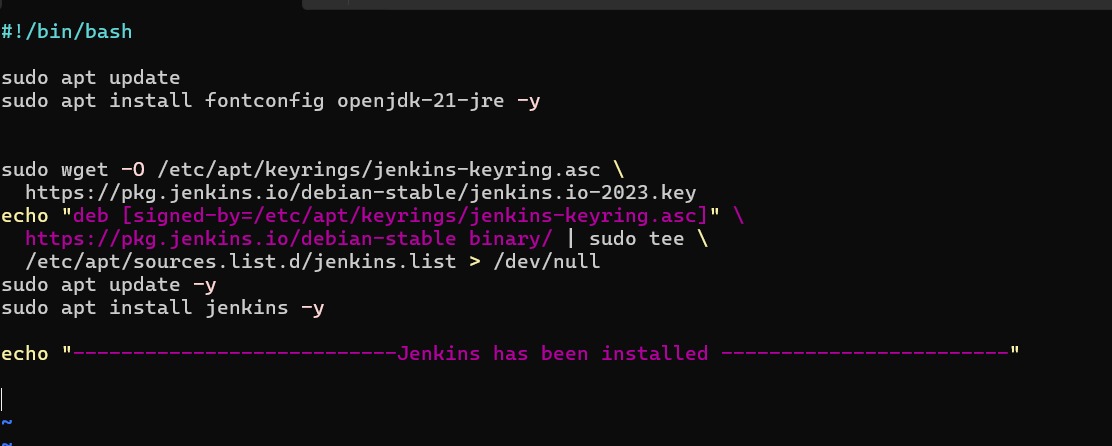 #!/bin/bash
sudo apt update
sudo apt install fontconfig openjdk-21-jre -y
sudo wget -O /etc/apt/keyrings/jenkins-keyring.asc \
https://pkg.jenkins.io/debian-stable/jenkins.io-2023.key
echo "deb [signed-by=/etc/apt/keyrings/jenkins-keyring.asc]" \
https://pkg.jenkins.io/debian-stable binary/ | sudo tee \
/etc/apt/sources.list.d/jenkins.list > /dev/null
sudo apt update -y
sudo apt install jenkins -y
echo "---------------------------Jenkins has been installed ------------------------"
~
~